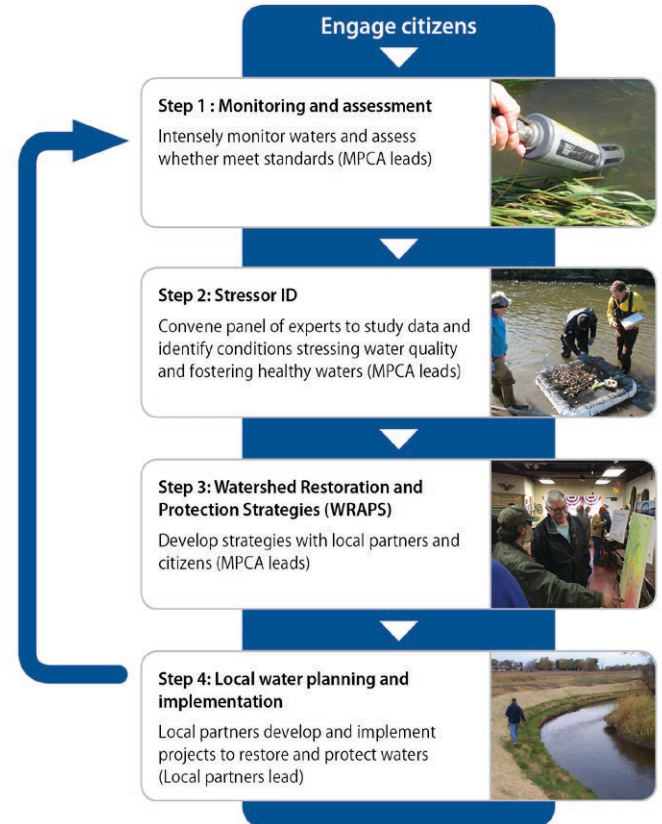 Engage citizens
Step 1 : Monitoring and assessment
Intensely monitor waters and assess
whether meet standards (MPCA leads)
Step 2: Stressor ID
Convene panel of experts to study data and
identify conditions stressing water quality
and fostering healthy waters (MPCA leads)
Step 3: Watershed Restoration and
Protection Strategies (WRAPS)
Develop strategies with local partners and
citizens (MPCA leads)
Step 4: Local water planning and
implementation
Local partners develop and implement
projects to restore and protect waters
(Local partners lead)